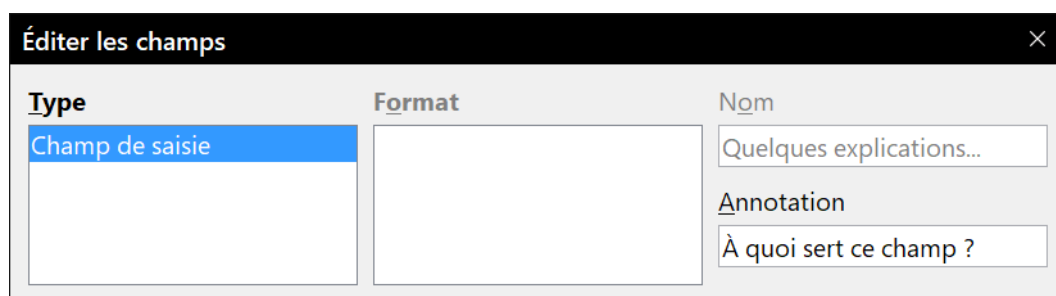 Éditer les champs
Type
Champ de saisie
Format
Nom
Quelques explications...
Annotation
À quoi sert ce champ ?